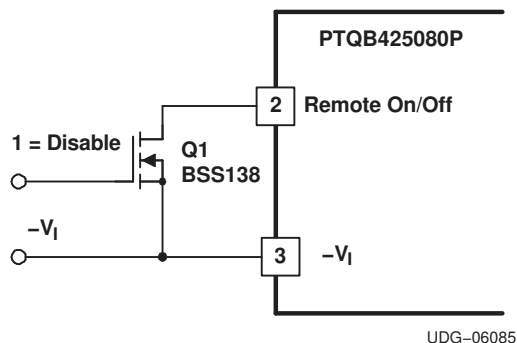 PTQB425080P
2 Remote On/Off
1 = Disable
Q1
BSS138
−VI
3 −VI
UDG−06085